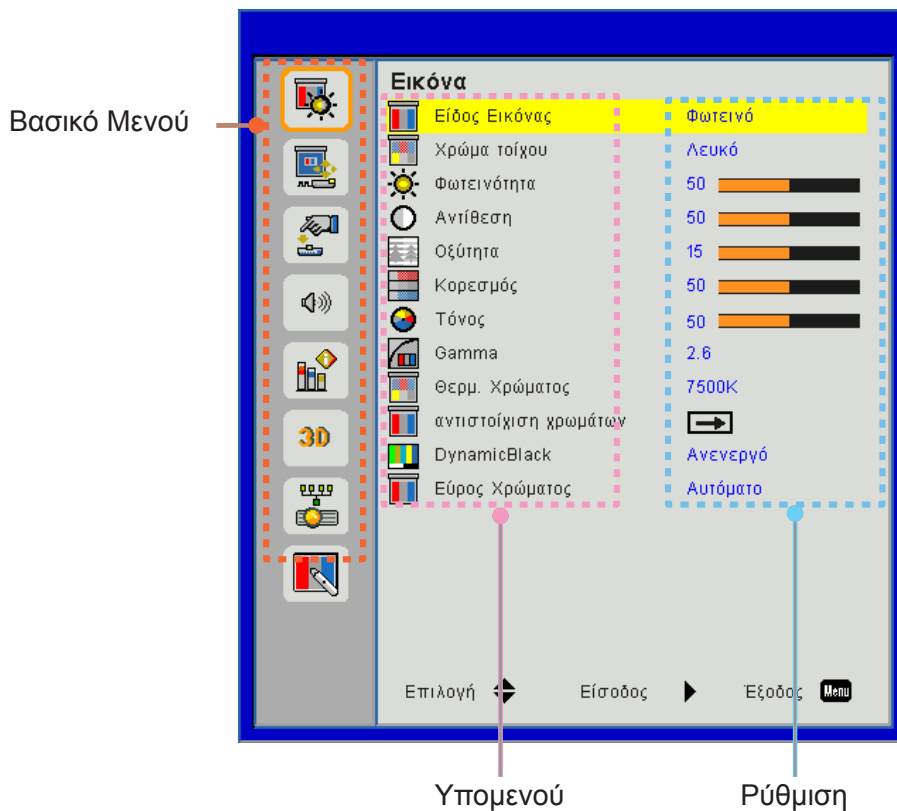 Βασικό Μενού
Εικόνα
Είδος Εικόνας Φωτεινό
Χρώμα τοίχου Λευκό
Φωτεινότητα 50
Αντίθεση 50
Οξύτητα 15
Κορεσμός 50
Τόνος 50
Gamma 2.6
Θερμ. Χρώματος 7500K
αντιστοίχιση χρωμάτων
3D
DynamicBlack Ανενεργό
Εύρος Χρώματος Αυτόματο
Επιλογή Είσοδος Έξοδος Menu
Υπομενού Ρύθμιση